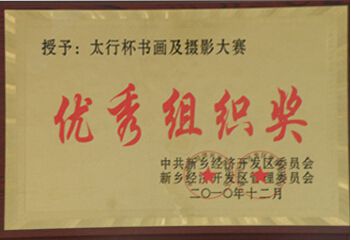 授予：太行杯书画及摄影大赛
优秀组织奖
中共新乡经济开发区委员会
新乡经济开发区管理委员会
二〇一〇年十二月